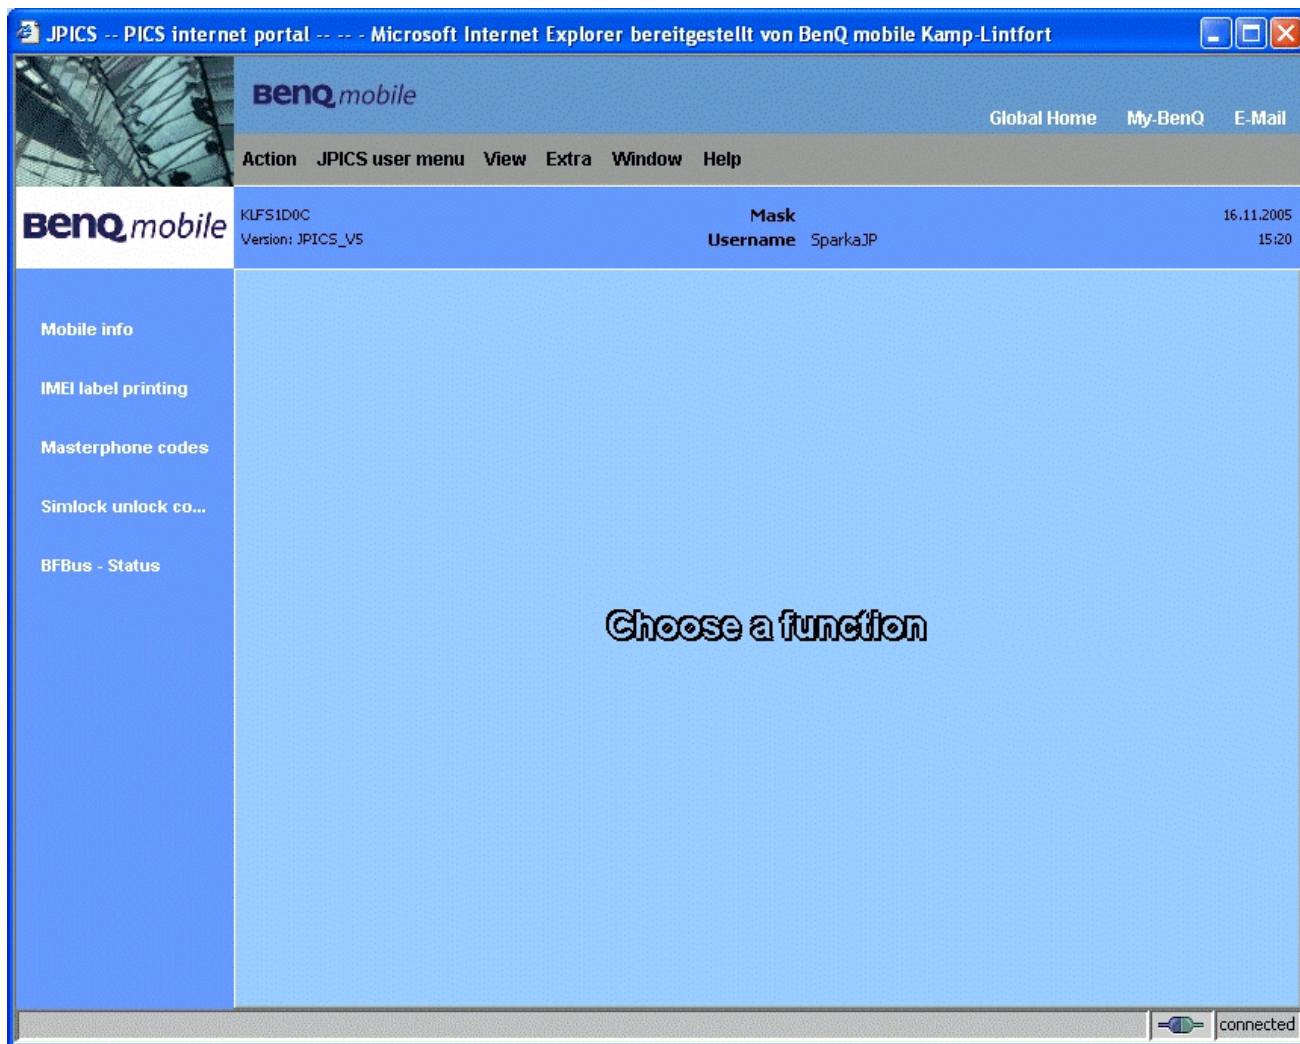 JPICS -- PICS internet portal -- -- - Microsoft Internet Explorer bereitgestellt von BenQ mobile Kamp-Lintfort
BenQ mobile
Global Home My-BenQ E-Mail
Action JPICS user menu View Extra Window Help
BenQ mobile
KLFS1D0C Mask 16.11.2005
Version: JPICS_V5 Username SparkaJP 15:20
Mobile info
IMEI label printing
Masterphone codes
Simlock unlock co...
BFBus - Status
Choose a function
connected